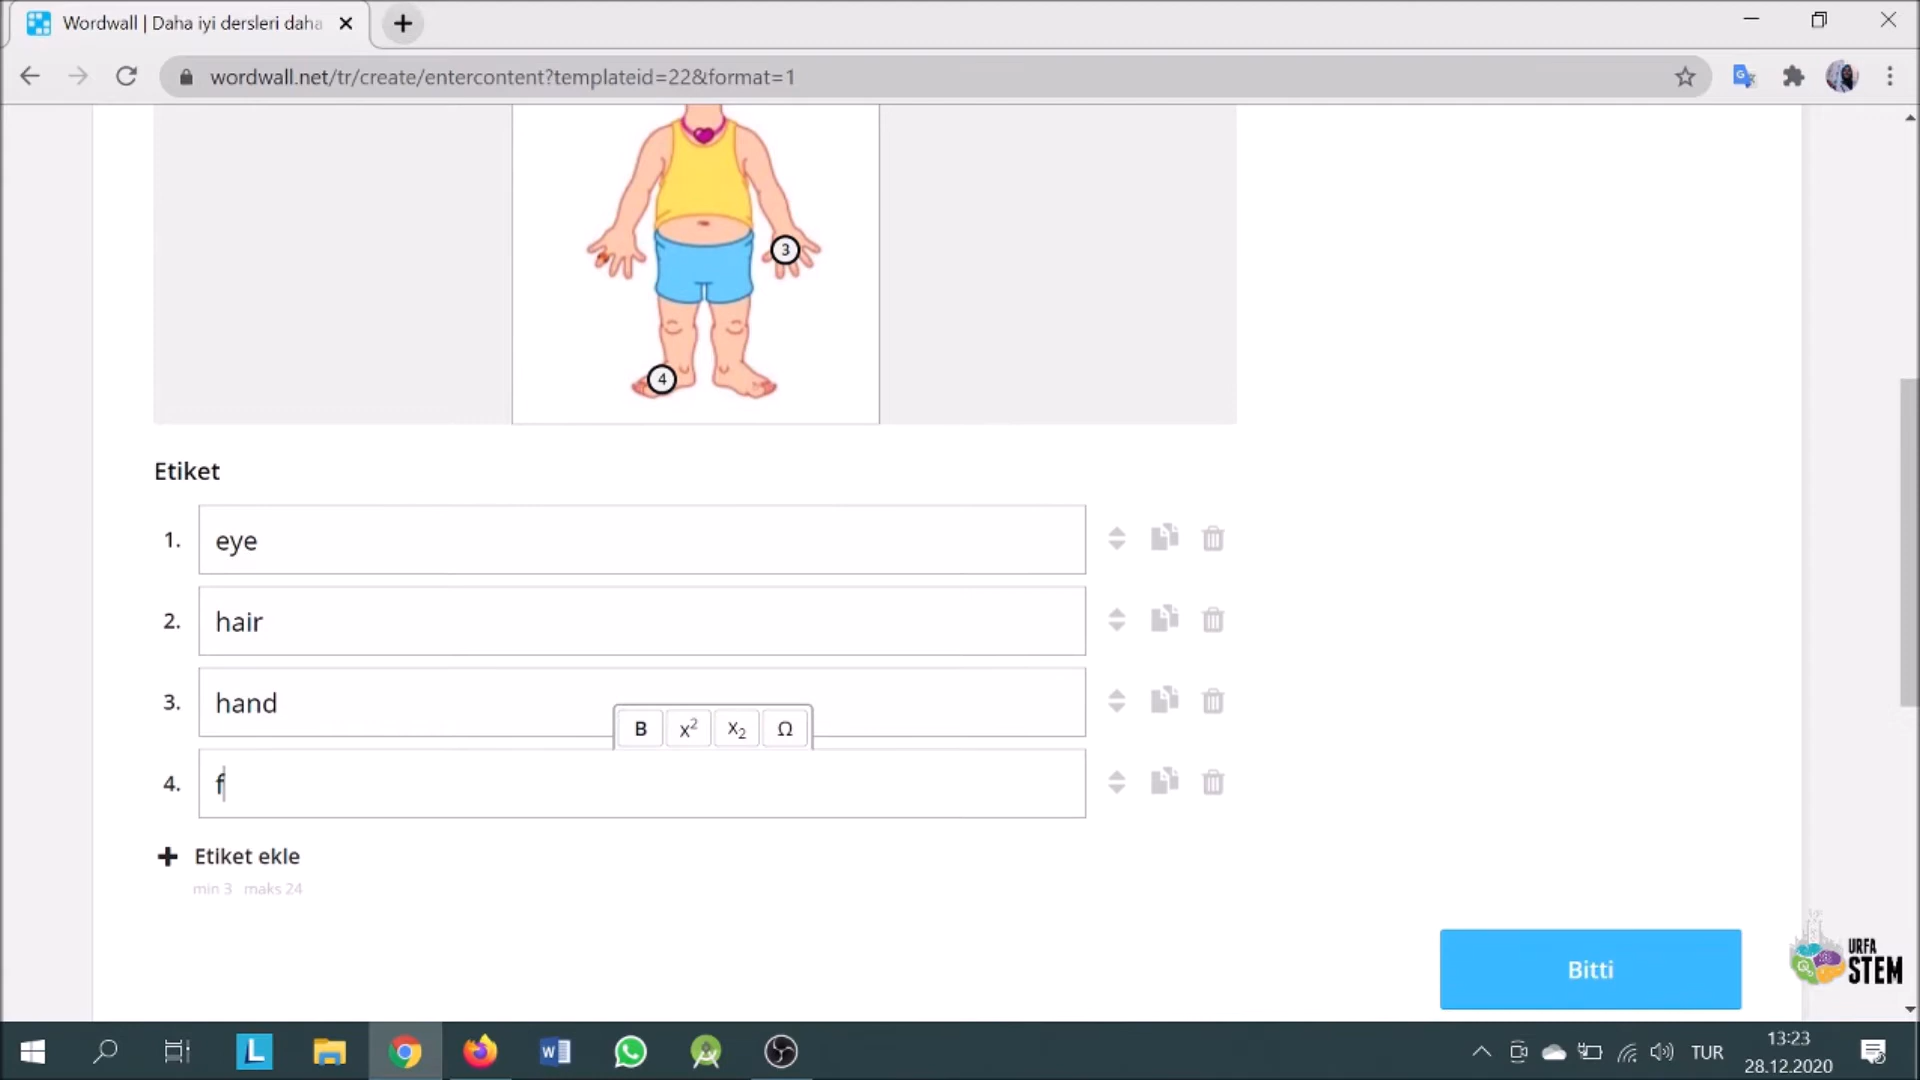 Wordwall | Daha iyi dersleri daha
wordwall.net/tr/create/entercontent?templateid=22&format=1
3
4
Etiket
1. eye
2. hair
3. hand
B x² x₂ Ω
4. f
Etiket ekle
min 3 maks 24
Bitti
URFA
STEM
TUR
13:23
28.12.2020